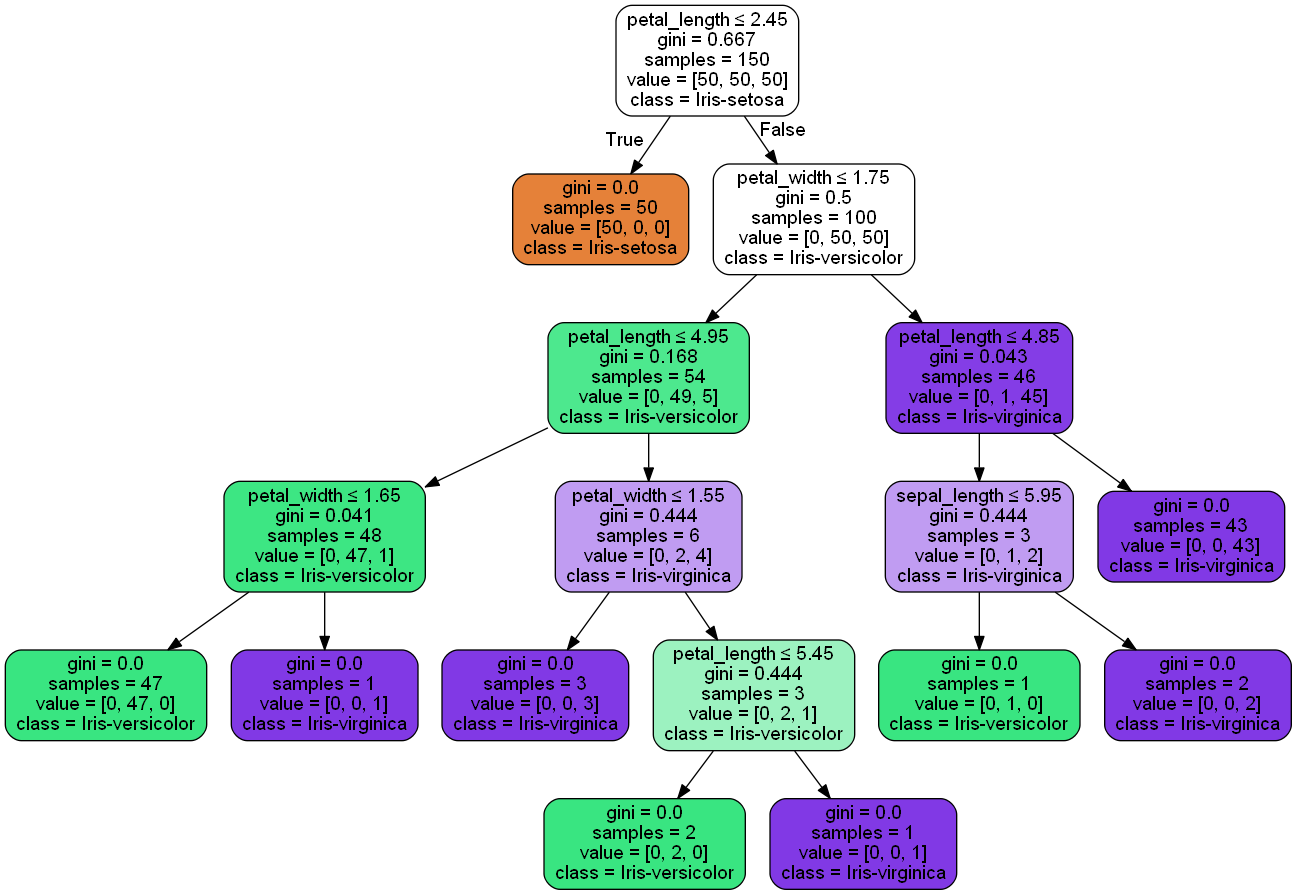 petal_length ≤ 2.45
gini = 0.667
samples = 150
value = [50, 50, 50]
class = Iris-setosa
True
False
gini = 0.0
samples = 50
value = [50, 0, 0]
class = Iris-setosa
petal_width ≤ 1.75
gini = 0.5
samples = 100
value = [0, 50, 50]
class = Iris-versicolor
petal_length ≤ 4.95
gini = 0.168
samples = 54
value = [0, 49, 5]
class = Iris-versicolor
petal_length ≤ 4.85
gini = 0.043
samples = 46
value = [0, 1, 45]
class = Iris-virginica
petal_width ≤ 1.65
gini = 0.041
samples = 48
value = [0, 47, 1]
class = Iris-versicolor
petal_width ≤ 1.55
gini = 0.444
samples = 6
value = [0, 2, 4]
class = Iris-virginica
sepal_length ≤ 5.95
gini = 0.444
samples = 3
value = [0, 1, 2]
class = Iris-virginica
gini = 0.0
samples = 43
value = [0, 0, 43]
class = Iris-virginica
gini = 0.0
samples = 47
value = [0, 47, 0]
class = Iris-versicolor
gini = 0.0
samples = 1
value = [0, 0, 1]
class = Iris-virginica
gini = 0.0
samples = 3
value = [0, 0, 3]
class = Iris-virginica
petal_length ≤ 5.45
gini = 0.444
samples = 3
value = [0, 2, 1]
class = Iris-versicolor
gini = 0.0
samples = 1
value = [0, 1, 0]
class = Iris-versicolor
gini = 0.0
samples = 2
value = [0, 0, 2]
class = Iris-virginica
gini = 0.0
samples = 2
value = [0, 2, 0]
class = Iris-versicolor
gini = 0.0
samples = 1
value = [0, 0, 1]
class = Iris-virginica